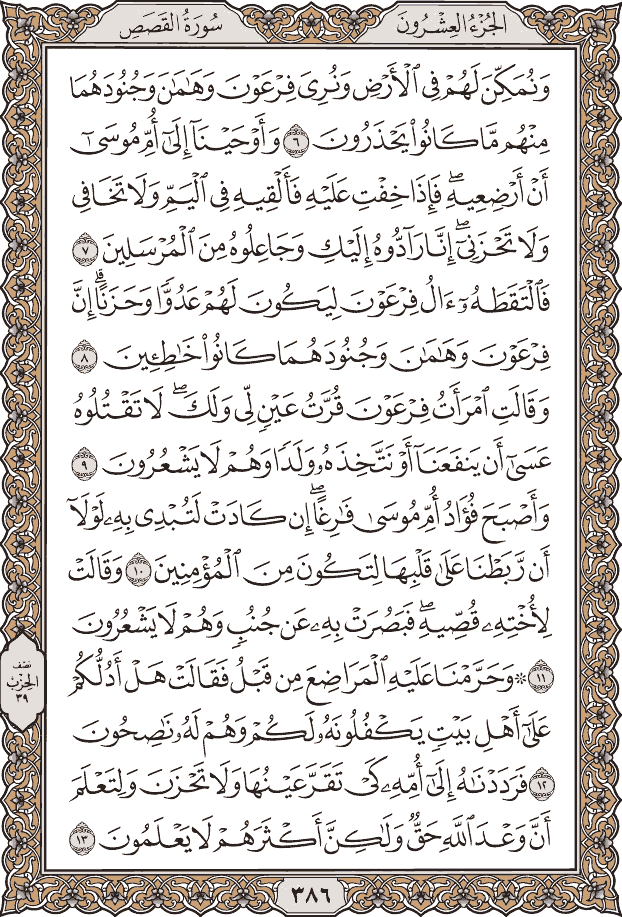 الجُزْءُ العِشْرُونَ
سُورَةُ القَصَصِ
وَنُمَكِّنَ لَهُمْ فِي ٱلْأَرْضِ وَنُرِيَ فِرْعَوْنَ وَهَٰمَٰنَ وَجُنُودَهُمَا
مِنْهُم مَّا كَانُوا۟ يَحْذَرُونَ ٦ وَأَوْحَيْنَآ إِلَىٰٓ أُمِّ مُوسَىٰٓ
أَنْ أَرْضِعِيهِ ۖ فَإِذَا خِفْتِ عَلَيْهِ فَأَلْقِيهِ فِي ٱلْيَمِّ وَلَا تَخَافِي
وَلَا تَحْزَنِيٓ ۖ إِنَّا رَآدُّوهُ إِلَيْكِ وَجَاعِلُوهُ مِنَ ٱلْمُرْسَلِينَ ٧
فَٱلْتَقَطَهُۥٓ ءَالُ فِرْعَوْنَ لِيَكُونَ لَهُمْ عَدُوًّا وَحَزَنًا ۗ إِنَّ
فِرْعَوْنَ وَهَٰمَٰنَ وَجُنُودَهُمَا كَانُوا۟ خَٰطِـِٔينَ ٨
وَقَالَتِ ٱمْرَأَتُ فِرْعَوْنَ قُرَّتُ عَيْنٍ لِّي وَلَكَ ۖ لَا تَقْتُلُوهُ
عَسَىٰٓ أَن يَنفَعَنَآ أَوْ نَتَّخِذَهُۥ وَلَدًا وَهُمْ لَا يَشْعُرُونَ ٩
وَأَصْبَحَ فُؤَادُ أُمِّ مُوسَىٰ فَٰرِغًا ۖ إِن كَادَتْ لَتُبْدِي بِهِۦ لَوْلَآ
أَن رَّبَطْنَا عَلَىٰ قَلْبِهَا لِتَكُونَ مِنَ ٱلْمُؤْمِنِينَ ١٠ وَقَالَتْ
لِأُخْتِهِۦ قُصِّيهِ ۖ فَبَصُرَتْ بِهِۦ عَن جُنُبٍ وَهُمْ لَا يَشْعُرُونَ
١١ ۞ وَحَرَّمْنَا عَلَيْهِ ٱلْمَرَاضِعَ مِن قَبْلُ فَقَالَتْ هَلْ أَدُلُّكُمْ
عَلَىٰٓ أَهْلِ بَيْتٍ يَكْفُلُونَهُۥ لَكُمْ وَهُمْ لَهُۥ نَٰصِحُونَ
١٢ فَرَدَدْنَٰهُ إِلَىٰٓ أُمِّهِۦ كَيْ تَقَرَّ عَيْنُهَا وَلَا تَحْزَنَ وَلِتَعْلَمَ
أَنَّ وَعْدَ ٱللَّهِ حَقٌّ وَلَٰكِنَّ أَكْثَرَهُمْ لَا يَعْلَمُونَ ١٣
نصف
الحِزْبِ
٣٩
٣٨٦